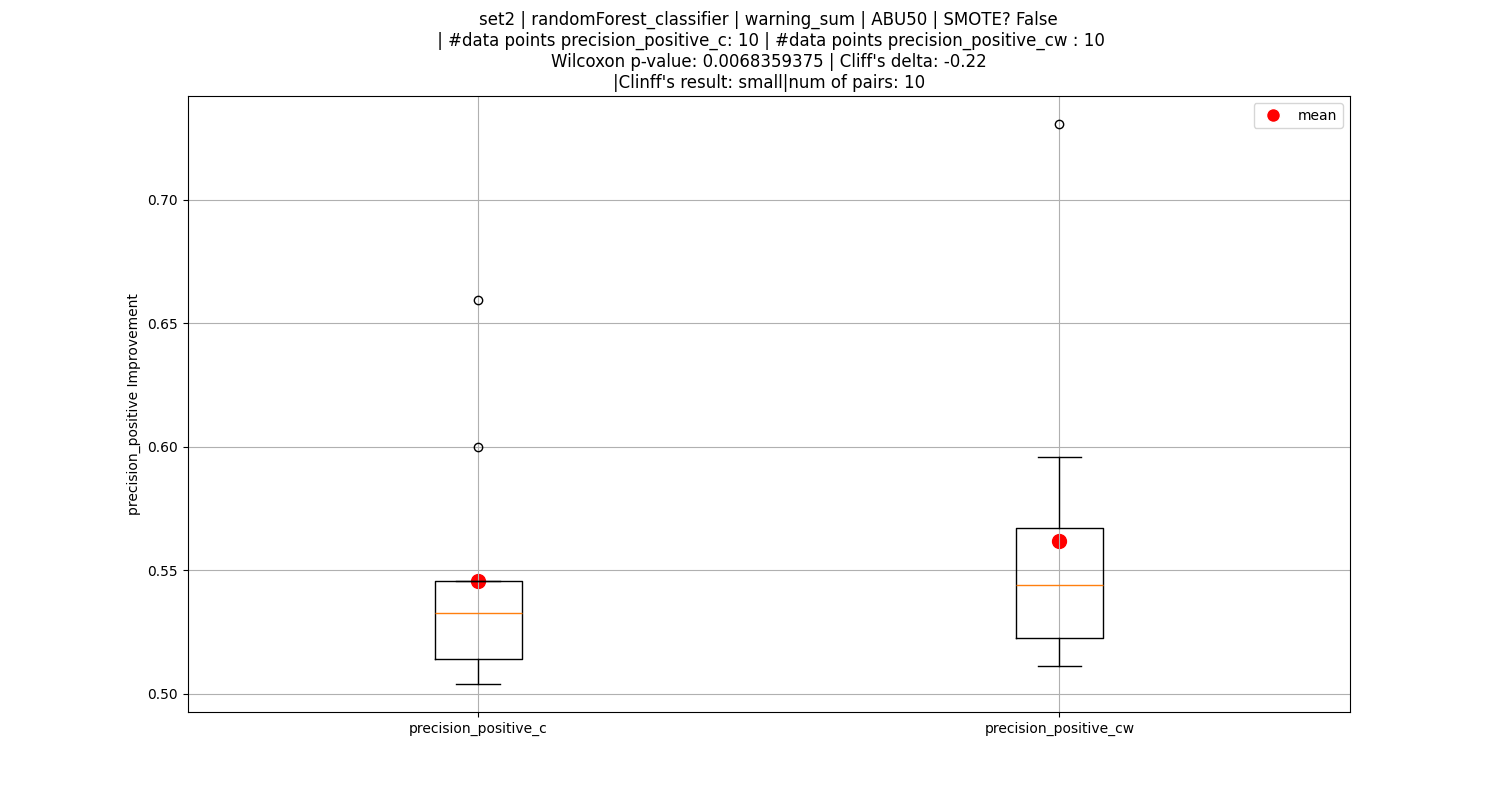 set2 | randomForest_classifier | warning_sum | ABU50 | SMOTE? False
| #data points precision_positive_c: 10 | #data points precision_positive_cw : 10
Wilcoxon p-value: 0.0068359375 | Cliff's delta: -0.22
|Clinff's result: small|num of pairs: 10
mean
0.70
0.65
0.60
0.55
0.50
precision_positive Improvement
precision_positive_c
precision_positive_cw